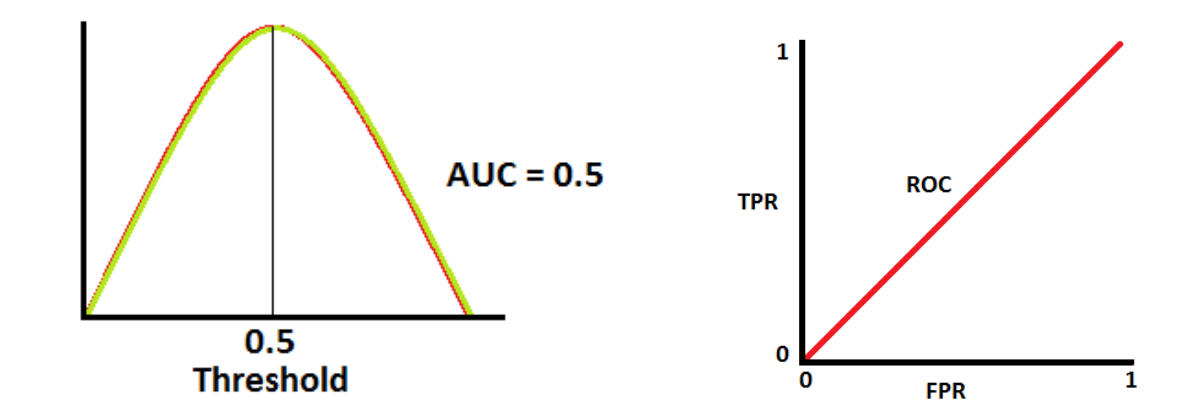 AUC = 0.5
0.5
Threshold
1
TPR
ROC
0
0
1
FPR